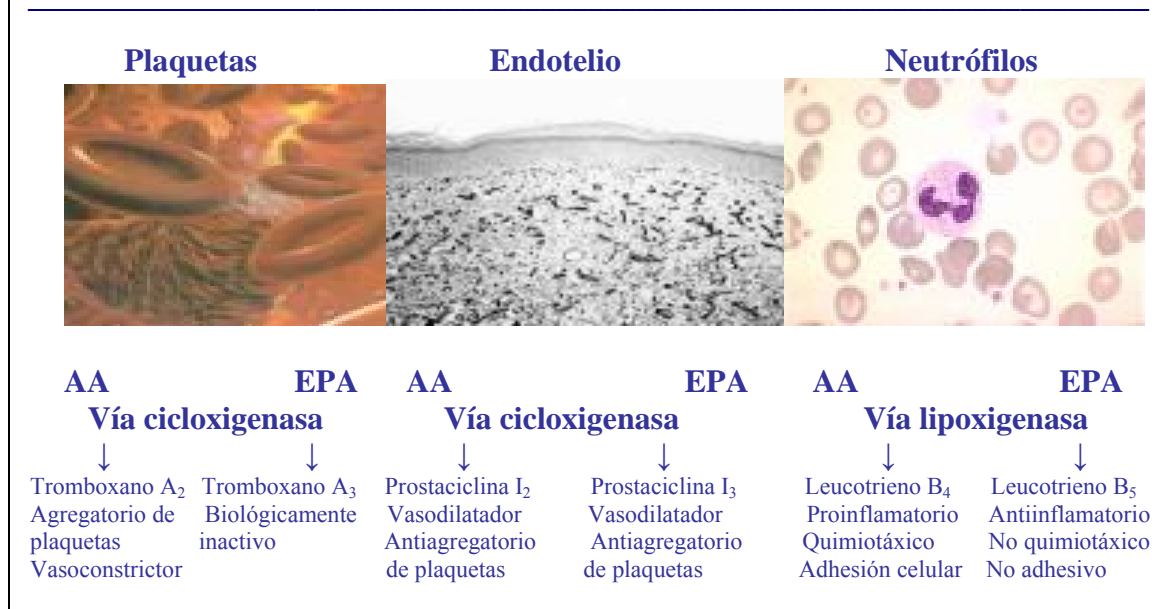 Plaquetas Endotelio Neutrófilos
AA EPA AA EPA AA EPA
Vía cicloxigenasa Vía cicloxigenasa Vía lipoxigenasa
↓ ↓ ↓ ↓ ↓ ↓
Tromboxano A₂ Tromboxano A₃ Prostaciclina I₂ Prostaciclina I₃ Leucotrieno B₄ Leucotrieno B₅
Agregatorio de Biológicamente Vasodilatador Vasodilatador Proinflamatorio Antiinflamatorio
plaquetas inactivo Antiagregatorio Antiagregatorio Quimiotáxico No quimiotáxico
Vasoconstrictor de plaquetas de plaquetas Adhesión celular No adhesivo